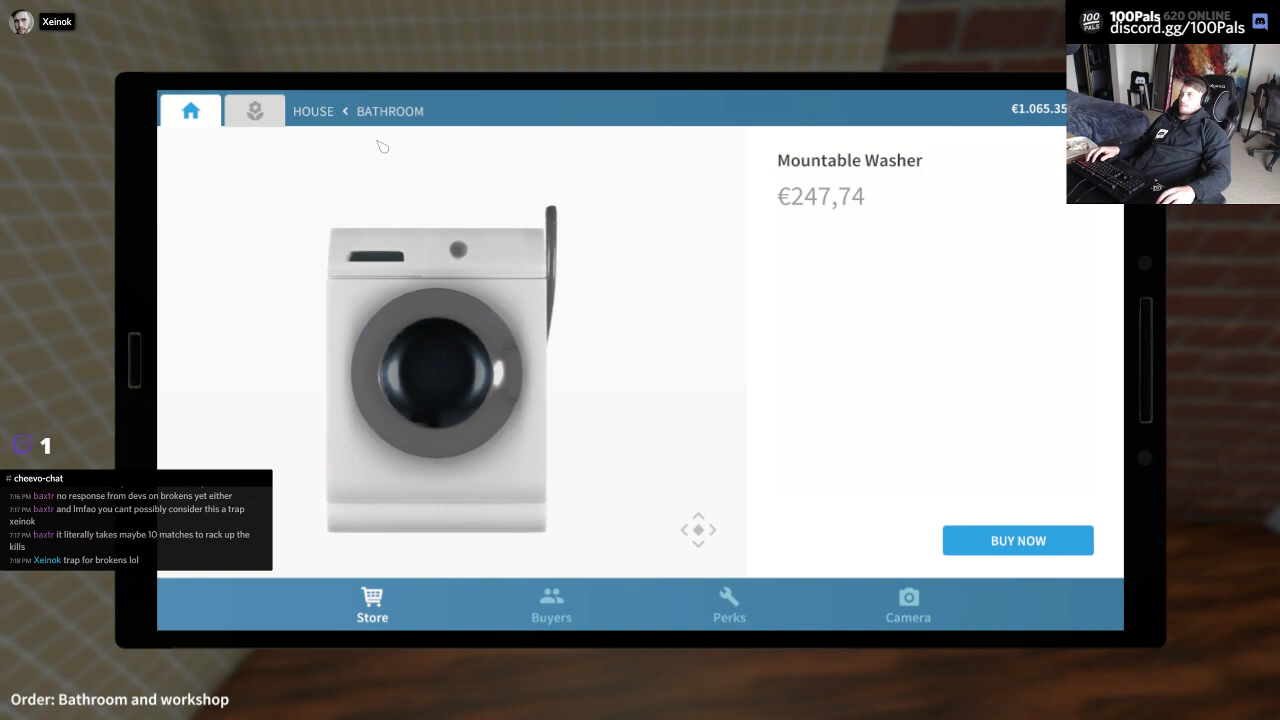 Xeinok
100 PALS
100Pals 620 ONLINE
discord.gg/100Pals
HOUSE < BATHROOM
€1.065.35
Mountable Washer
€247,74
1
# cheevo-chat
7:16 PM baxtr no response from devs on brokens yet either
7:17 PM baxtr and lmfao you cant possibly consider this a trap
xeinok
7:17 PM baxtr it literally takes maybe 10 matches to rack up the
kills
7:18 PM Xeinok trap for brokens lol
BUY NOW
Store
Buyers
Perks
Camera
Order: Bathroom and workshop